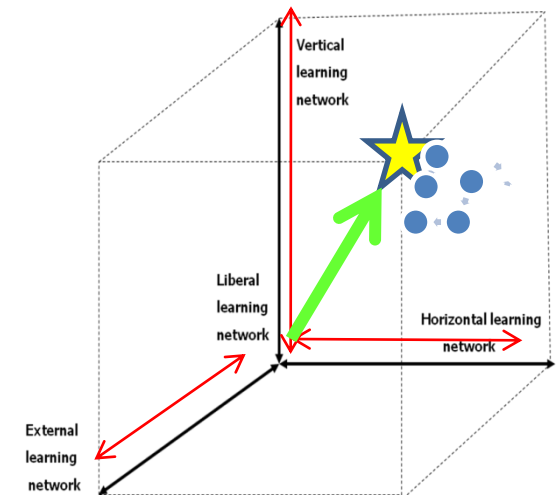 Vertical
learning
network
Liberal
learning
network
Horizontal learning
network
External
learning
network